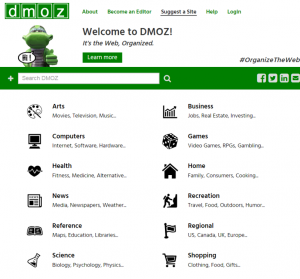 dmoz
About Become an Editor Suggest a Site Help Login
Welcome to DMOZ!
It's the Web, Organized.
Learn more
#OrganizeTheWeb
Search DMOZ
Arts
Movies, Television, Music...
Business
Jobs, Real Estate, Investing...
Computers
Internet, Software, Hardware...
Games
Video Games, RPGs, Gambling...
Health
Fitness, Medicine, Alternative...
Home
Family, Consumers, Cooking...
News
Media, Newspapers, Weather...
Recreation
Travel, Food, Outdoors, Humor...
Reference
Maps, Education, Libraries...
Regional
US, Canada, UK, Europe...
Science
Biology, Psychology, Physics...
Shopping
Clothing, Food, Gifts...